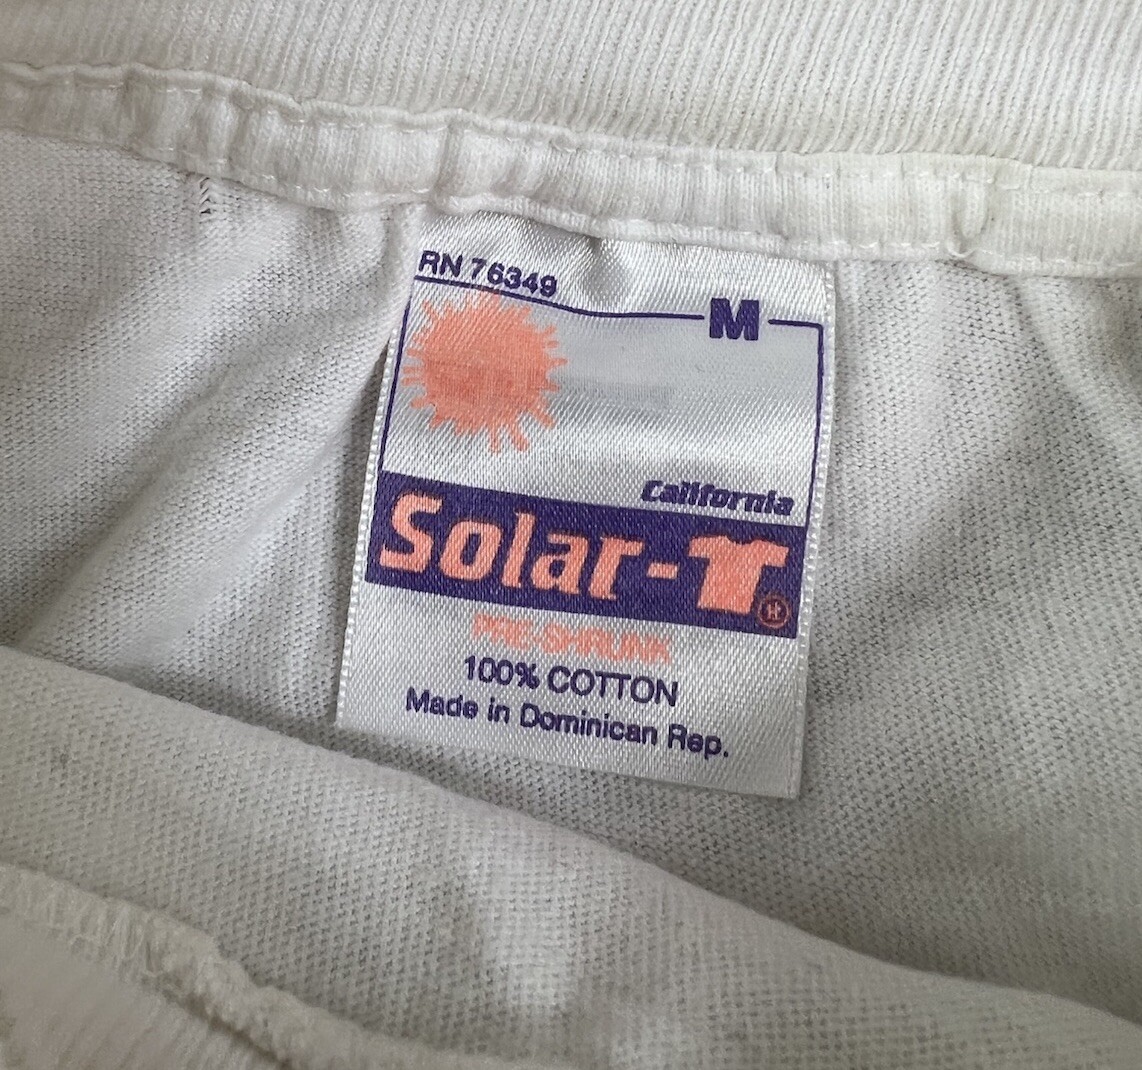 RN 76349
M
California
Solar-T®
PRE-SHRUNK
100% COTTON
Made in Dominican Rep.